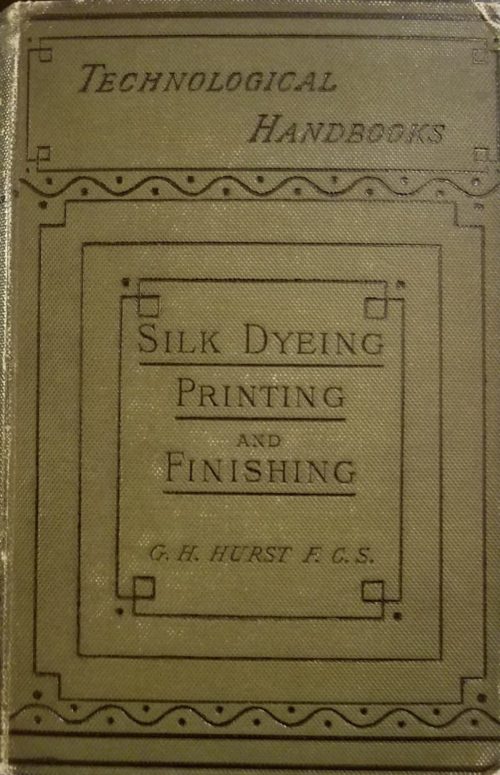 TECHNOLOGICAL
HANDBOOKS
SILK DYEING
PRINTING
AND
FINISHING
G. H. HURST F. C. S.